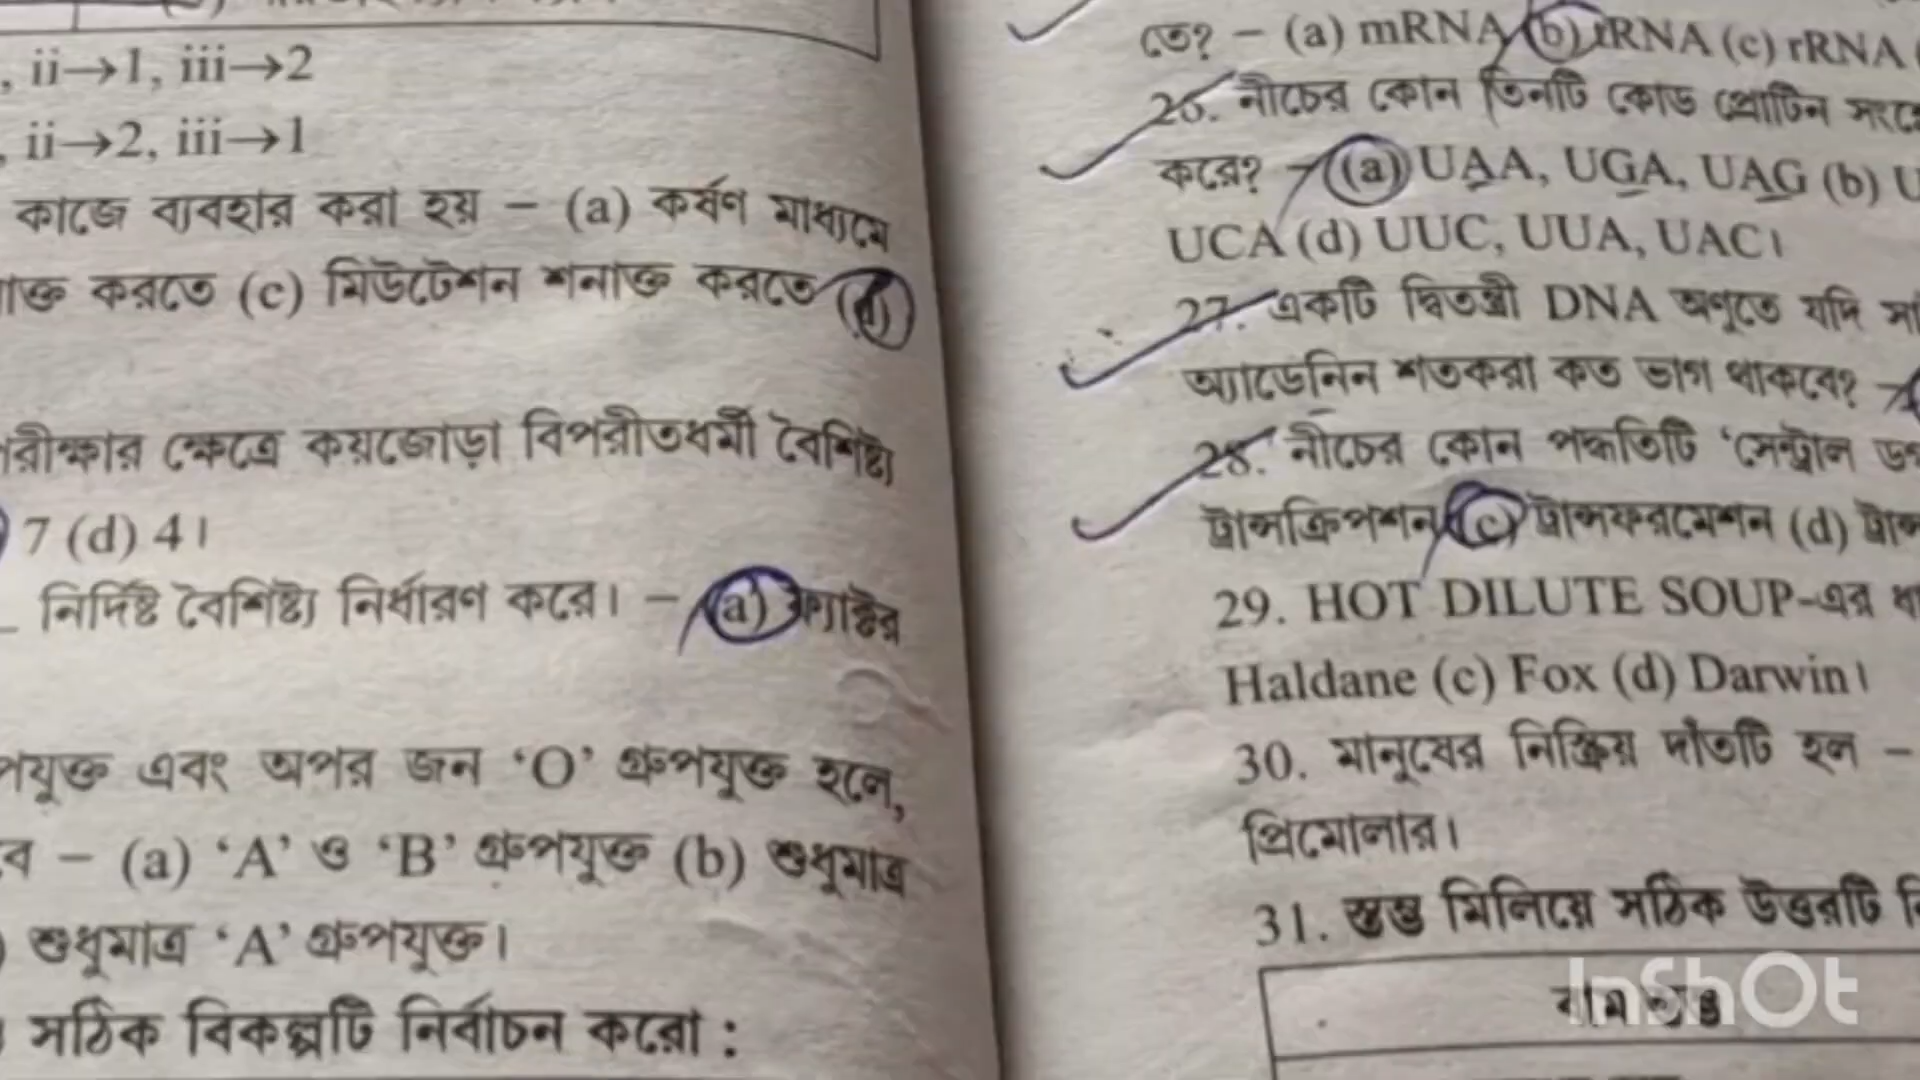 , ii→1, iii→2
, ii→2, iii→1
কাজে ব্যবহার করা হয় – (a) কর্ষণ মাধ্যমে
করতে (c) মিউটেশন শনাক্ত করতে (d)
কয়জোড়া বিপরীতধর্মী বৈশিষ্ট্য
7 (d) 4।
নির্দিষ্ট বৈশিষ্ট্য নির্ধারণ করে। – (a) ফ্যাক্টর
এবং অপর জন ‘O’ গ্রুপযুক্ত হলে,
– (a) ‘A’ ও ‘B’ গ্রুপযুক্ত (b) শুধুমাত্র
) শুধুমাত্র ‘A’ গ্রুপযুক্ত।
সঠিক বিকল্পটি নির্বাচন করো :
তে? – (a) mRNA (b) tRNA (c) rRNA
26. নীচের কোন তিনটি কোড প্রোটিন
করে? – (a) UAA, UGA, UAG (b)
UCA (d) UUC, UUA, UAC।
27. একটি দ্বিতন্ত্রী DNA অণুতে যদি
অ্যাডেনিন শতকরা কত ভাগ থাকবে? –
28. নীচের কোন পদ্ধতিটি ‘সেন্ট্রাল
ট্রান্সক্রিপশন (c) ট্রান্সফরমেশন (d)
29. HOT DILUTE SOUP-এর
Haldane (c) Fox (d) Darwin।
30. মানুষের নিষ্ক্রিয় দাঁতটি হল –
প্রিমোলার।
31. স্তম্ভ মিলিয়ে সঠিক উত্তরটি
বাম স্তম্ভ
InShOt